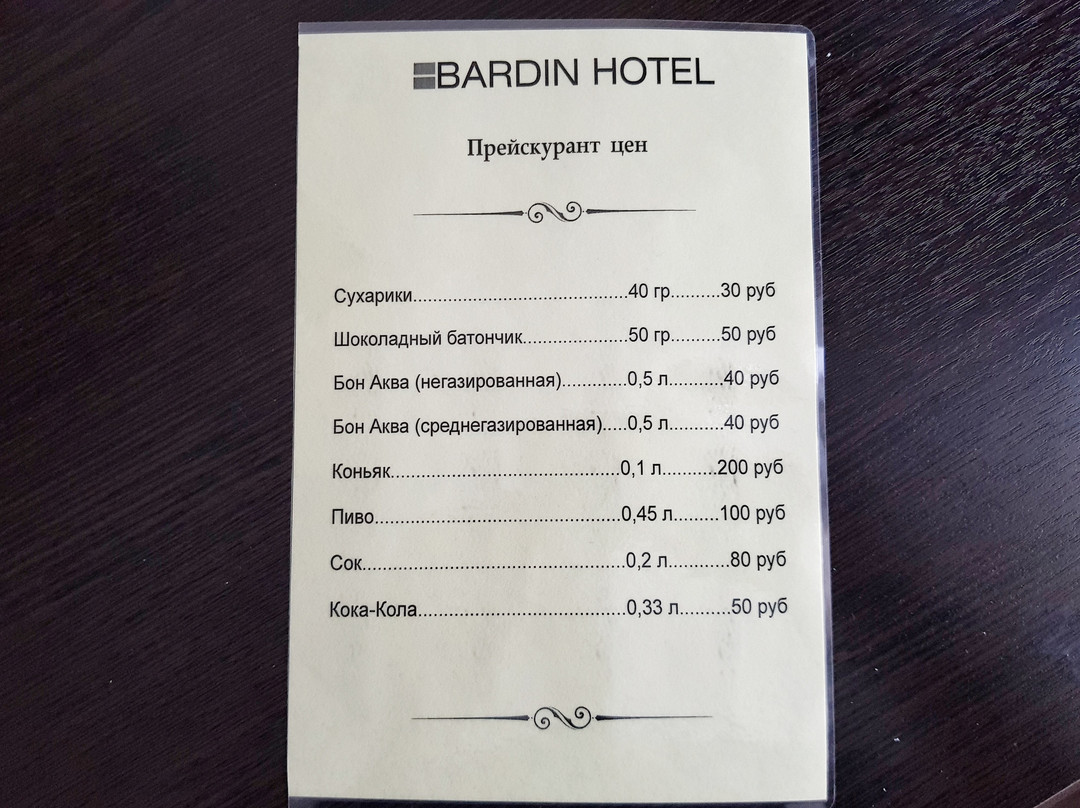 BARDIN HOTEL
Прейскурант цен
Сухарики.............................................40 гр..........30 руб
Шоколадный батончик......................50 гр..........50 руб
Бон Аква (негазированная).............0,5 л...........40 руб
Бон Аква (среднегазированная).....0,5 л...........40 руб
Коньяк................................................0,1 л..........200 руб
Пиво...................................................0,45 л.........100 руб
Сок......................................................0,2 л............80 руб
Кока-Кола...........................................0,33 л..........50 руб